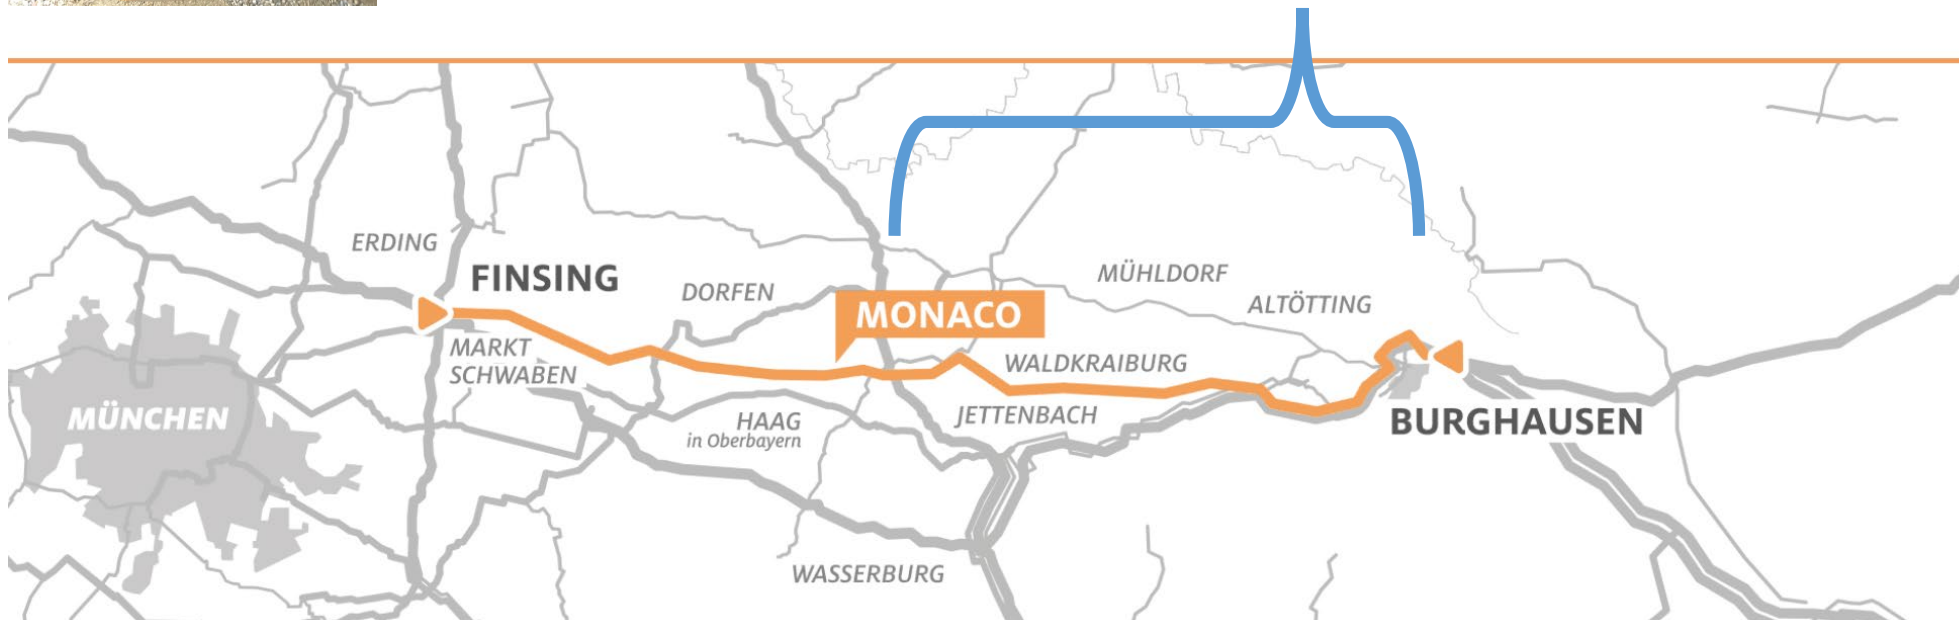 ERDING
FINSING
DORFEN
MÜHLDORF
ALTÖTTING
MONACO
MARKT
SCHWABEN
WALDKRAIBURG
MÜNCHEN
HAAG
in Oberbayern
JETTENBACH
BURGHAUSEN
WASSERBURG